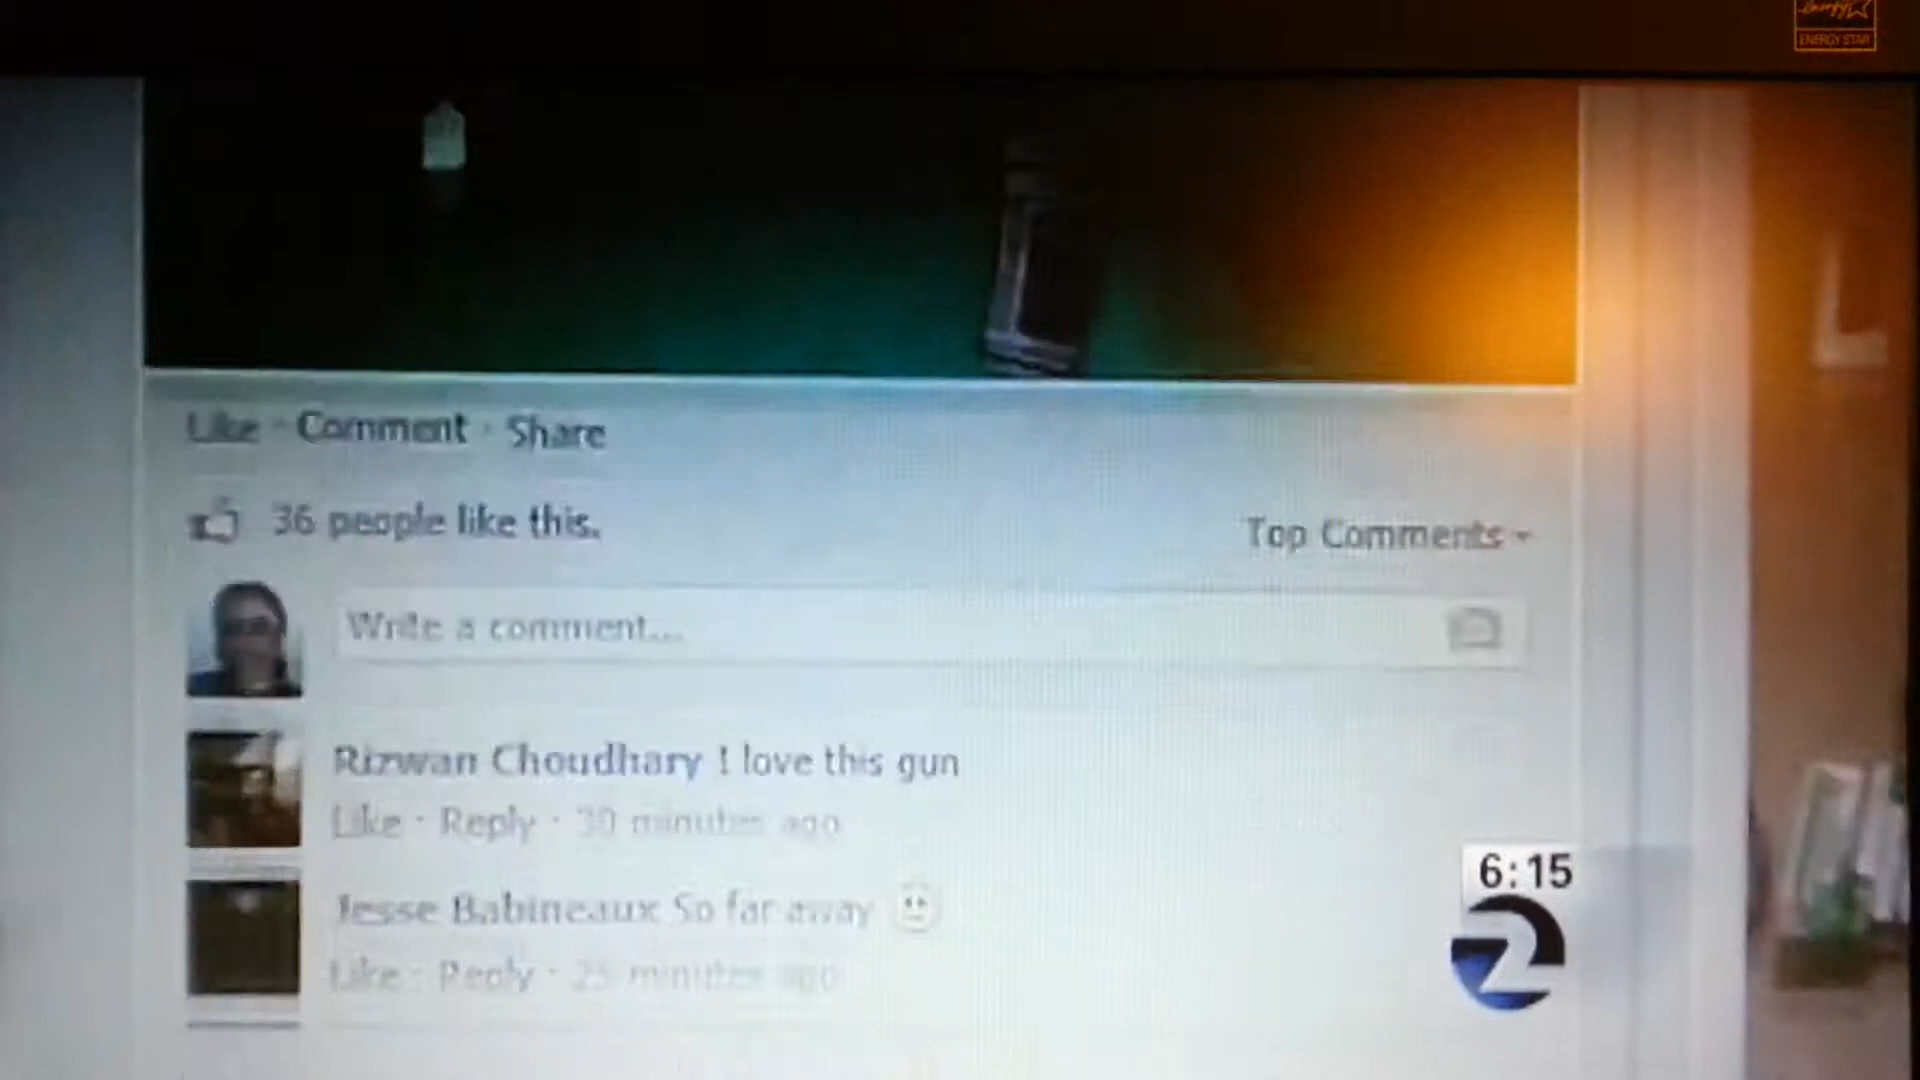 ENERGY STAR
Like · Comment · Share
36 people like this.
Top Comments
Write a comment...
Rizwan Choudhary I love this gun
Like · Reply · 30 minutes ago
Jesse Babineaux So far away
Like · Reply · 25 minutes ago
6:15
2